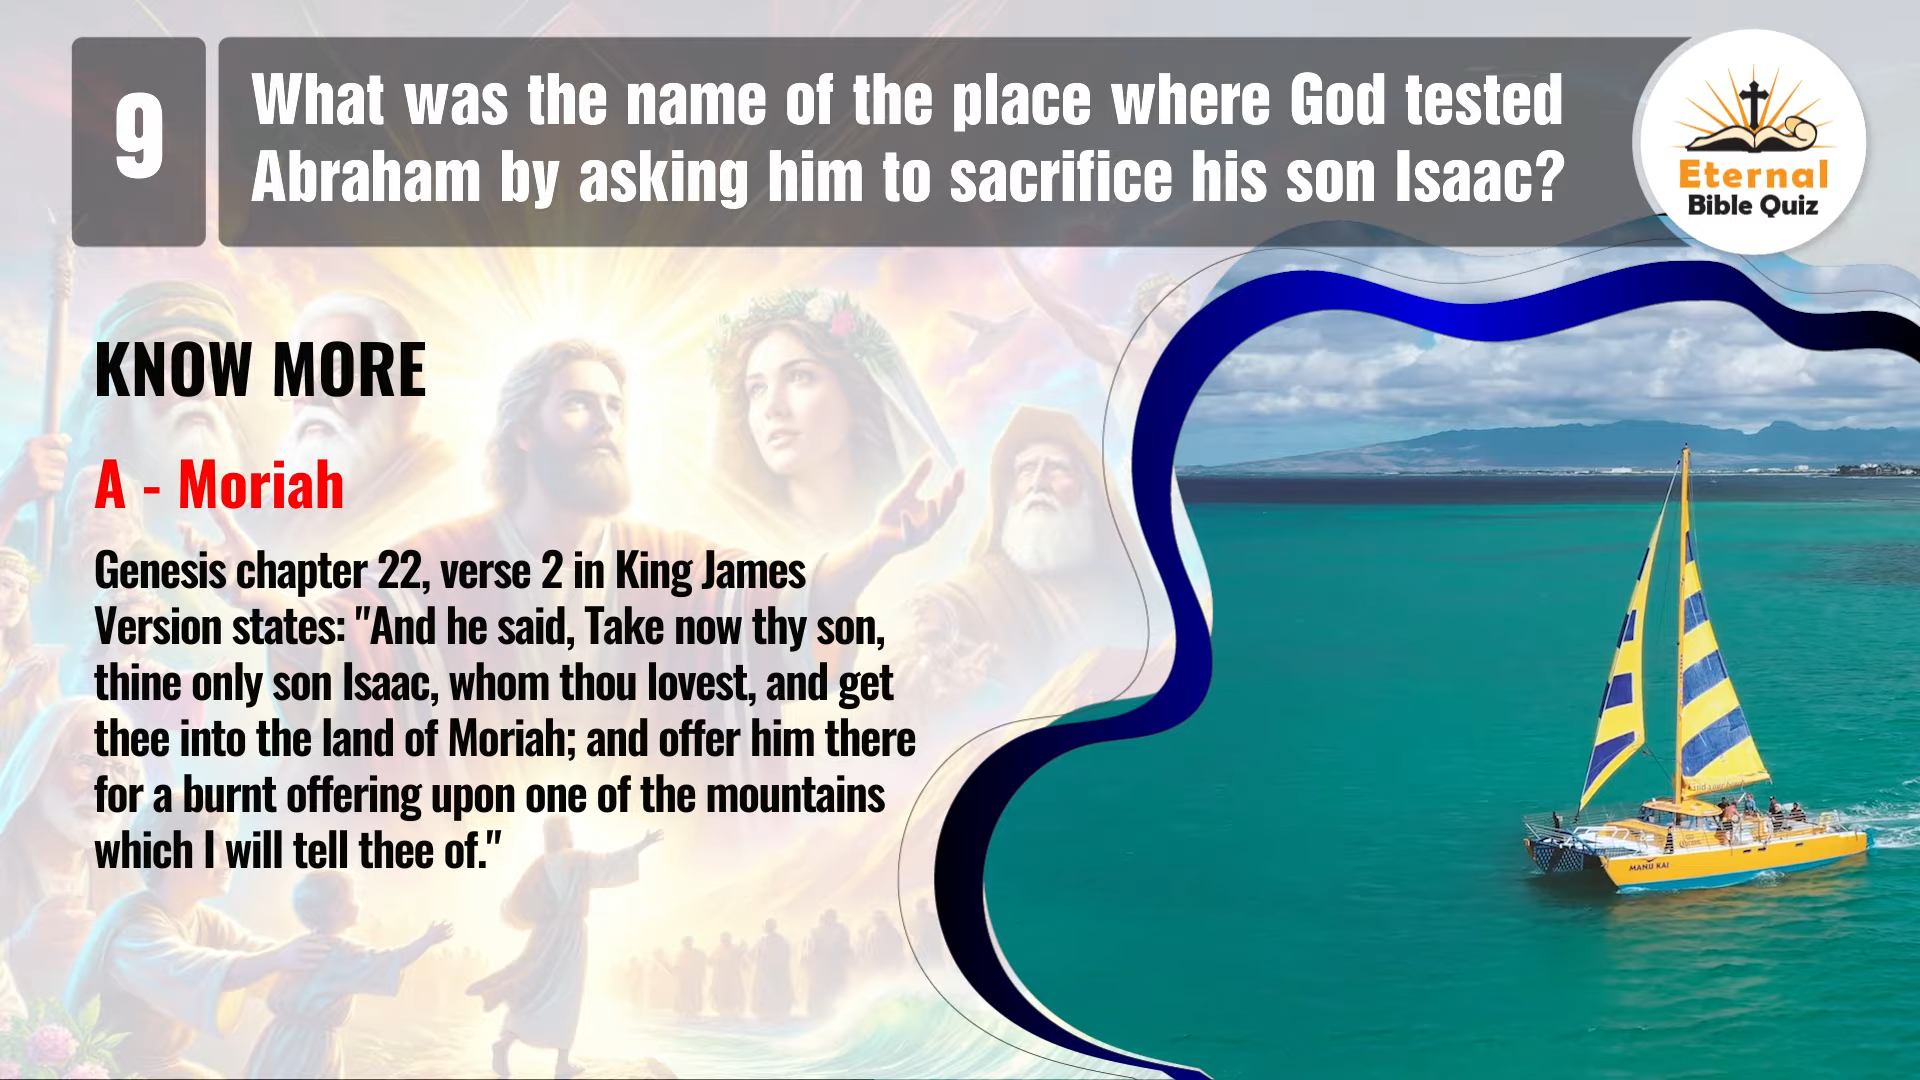 9
What was the name of the place where God tested
Abraham by asking him to sacrifice his son Isaac?
Eternal
Bible Quiz
KNOW MORE
A - Moriah
Genesis chapter 22, verse 2 in King James
Version states: "And he said, Take now thy son,
thine only son Isaac, whom thou lovest, and get
thee into the land of Moriah; and offer him there
for a burnt offering upon one of the mountains
which I will tell thee of."
MANU KAI